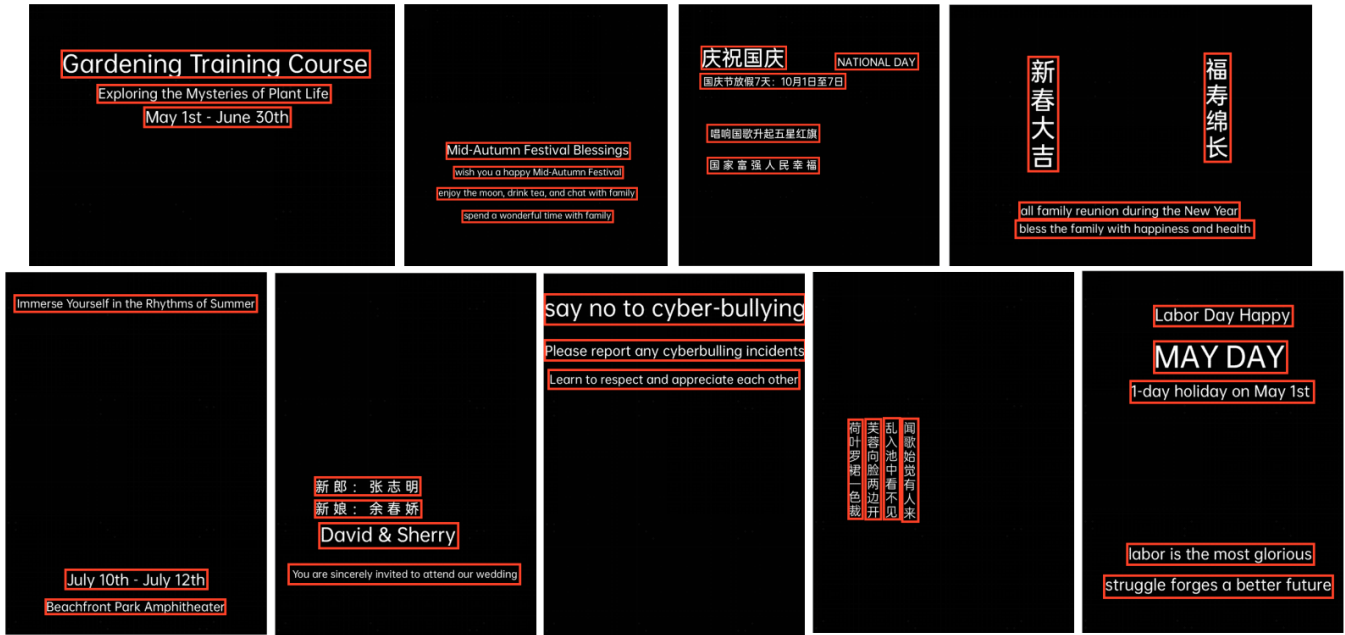 Gardening Training Course
Exploring the Mysteries of Plant Life
May 1st - June 30th
Mid-Autumn Festival Blessings
wish you a happy Mid-Autumn Festival
enjoy the moon, drink tea, and chat with family
spend a wonderful time with family
庆祝国庆
NATIONAL DAY
国庆节放假7天：10月1日至7日
唱响国歌升起五星红旗
国家富强人民幸福
新春大吉
福寿绵长
all family reunion during the New Year
bless the family with happiness and health
Immerse Yourself in the Rhythms of Summer
July 10th - July 12th
Beachfront Park Amphitheater
新郎：张志明
新娘：余春娇
David & Sherry
You are sincerely invited to attend our wedding
say no to cyber-bullying
Please report any cyberbulling incidents
Learn to respect and appreciate each other
荷叶罗裙一色裁
芙蓉向脸两边开
乱入池中看不见
闻歌始觉有人来
Labor Day Happy
MAY DAY
1-day holiday on May 1st
labor is the most glorious
struggle forges a better future